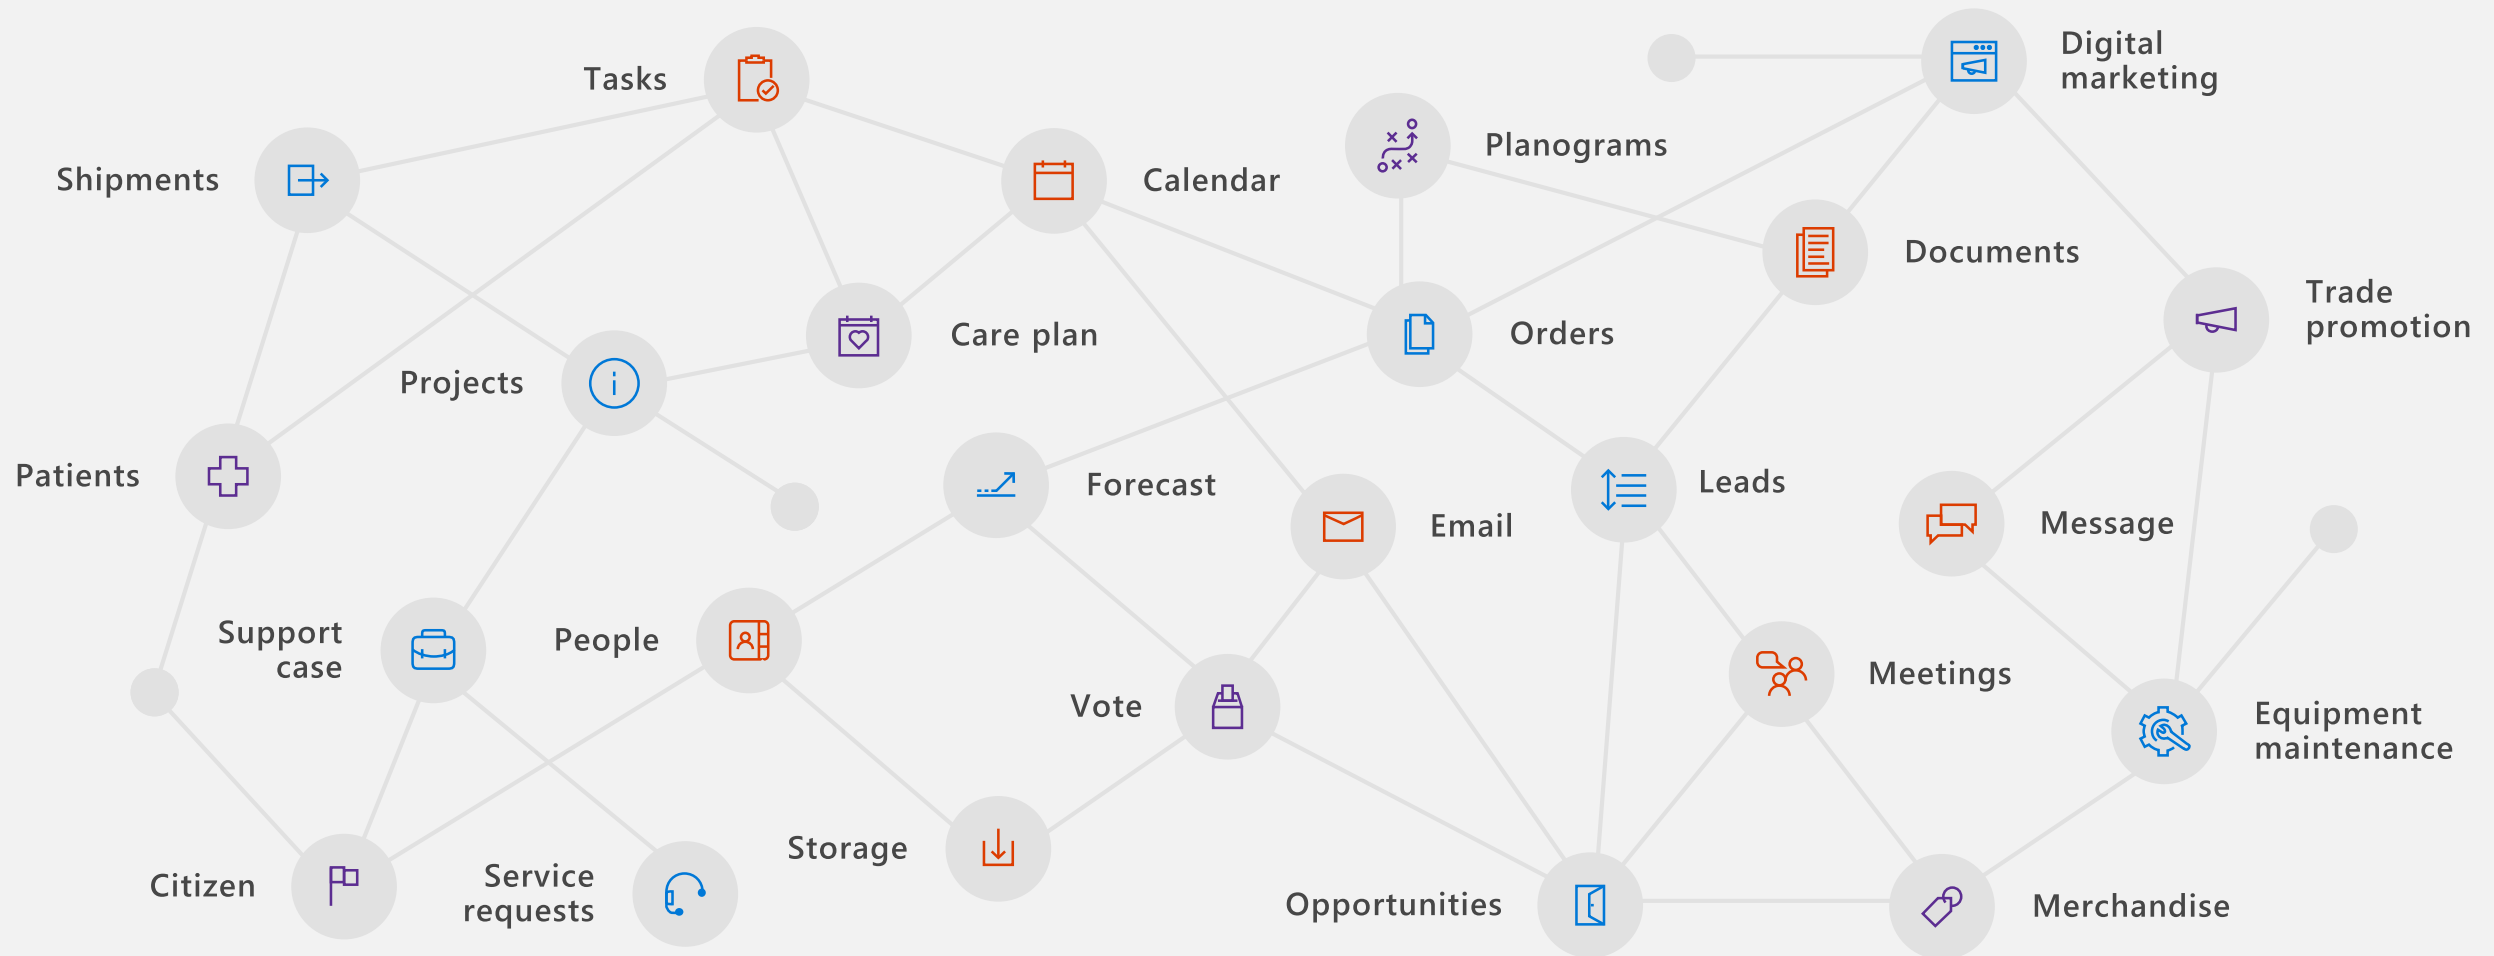 Digital
marketing
Tasks
Planograms
Shipments
Calendar
Documents
Trade
promotion
Care plan
Orders
Projects
Patients
Forecast
Leads
Email
Message
Support
case
People
Meetings
Vote
Equipment
maintenance
Storage
Citizen
Service
requests
Opportunities
Merchandise